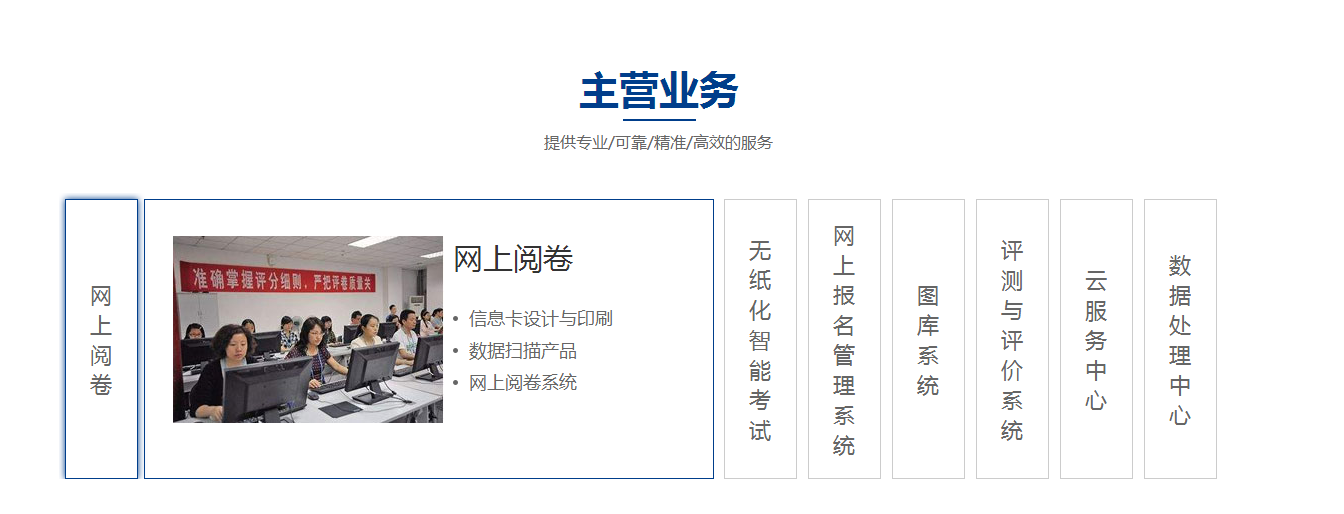 主营业务
提供专业/可靠/精准/高效的服务
网上阅卷
准确掌握评分细则，严把评卷质量关
网上阅卷
信息卡设计与印刷
数据扫描产品
网上阅卷系统
无纸化智能考试
网上报名管理系统
图库系统
评测与评价系统
云服务中心
数据处理中心